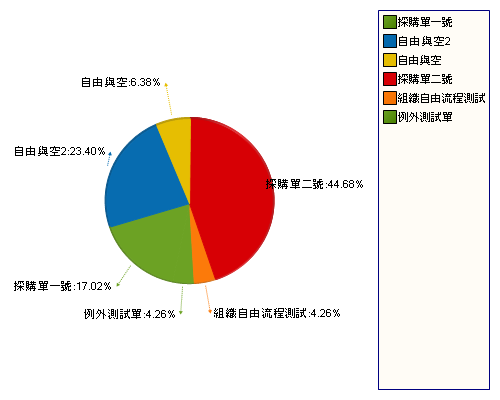 採購單一號
自由與空2
自由與空
採購單二號
組織自由流程測試
例外測試單
自由與空:6.38%
自由與空2:23.40%
採購單二號:44.68%
採購單一號:17.02%
例外測試單:4.26%
組織自由流程測試:4.26%